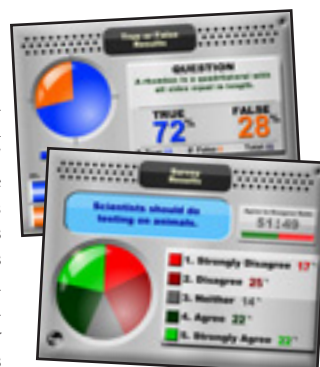 True or False
Results
QUESTION
A rhombus is a quadrilateral with
all sides equal in length.
TRUE
72%
FALSE
28%
Survey
Results
Scientists should do
testing on animals.
51:49
1. Strongly Disagree 17%
2. Disagree 25%
3. Neither 14%
4. Agree 22%
5. Strongly Agree 22%